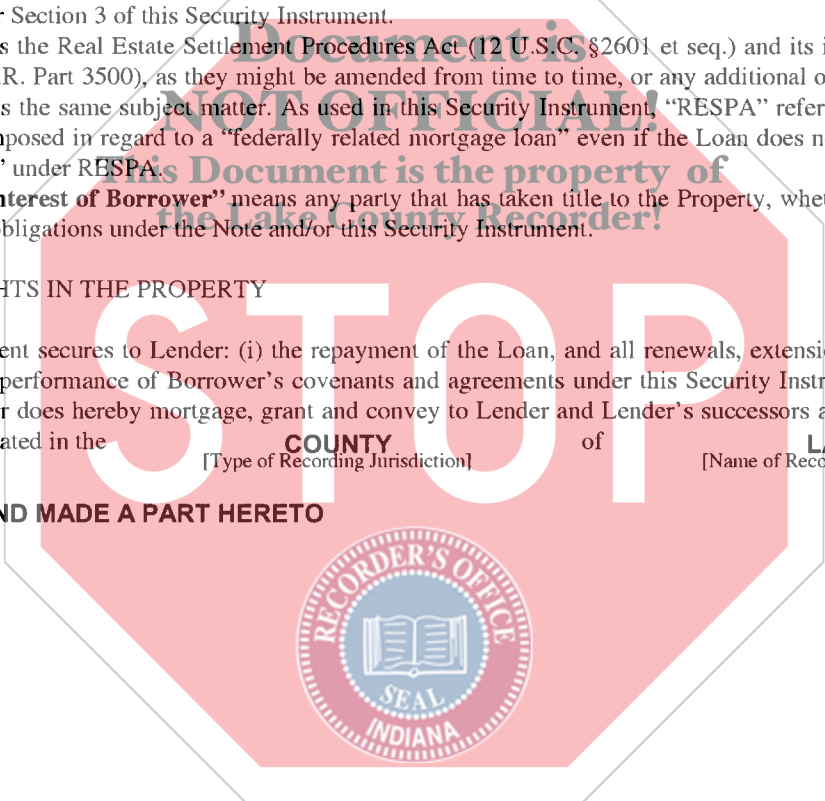 r Section 3 of this Security Instrument.
s the Real Estate Settlement Procedures Act (12 U.S.C. §2601 et seq.) and its i
.R. Part 3500), as they might be amended from time to time, or any additional o
s the same subject matter. As used in this Security Instrument, “RESPA” refer
nposed in regard to a “federally related mortgage loan” even if the Loan does n
” under RESPA.
nterest of Borrower” means any party that has taken title to the Property, whet
obligations under the Note and/or this Security Instrument.
Document is
NOT OFFICIAL!
This Document is the property of
the Lake County Recorder!
HTS IN THE PROPERTY
ent secures to Lender: (i) the repayment of the Loan, and all renewals, extensi
performance of Borrower’s covenants and agreements under this Security Instr
r does hereby mortgage, grant and convey to Lender and Lender’s successors a
ated in the COUNTY of LA
[Type of Recording Jurisdiction] [Name of Reco
ND MADE A PART HERETO
STOP
RECORDER’S OFFICE
SEAL
INDIANA